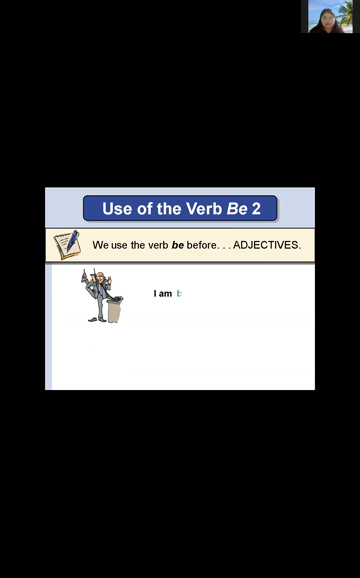 Use of the Verb Be 2
We use the verb be before. . . ADJECTIVES.
I am